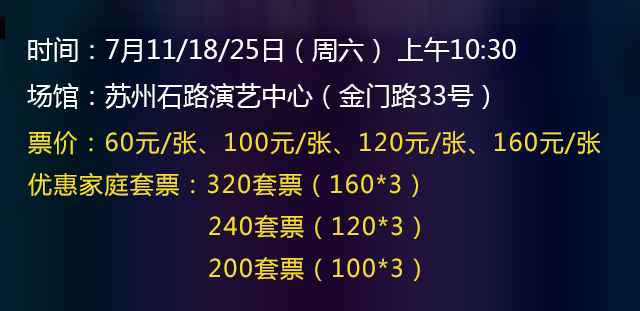 时间：7月11/18/25日（周六）上午10:30
场馆：苏州石路演艺中心（金门路33号）
票价：60元/张、100元/张、120元/张、160元/张
优惠家庭套票：320套票（160*3）
240套票（120*3）
200套票（100*3）